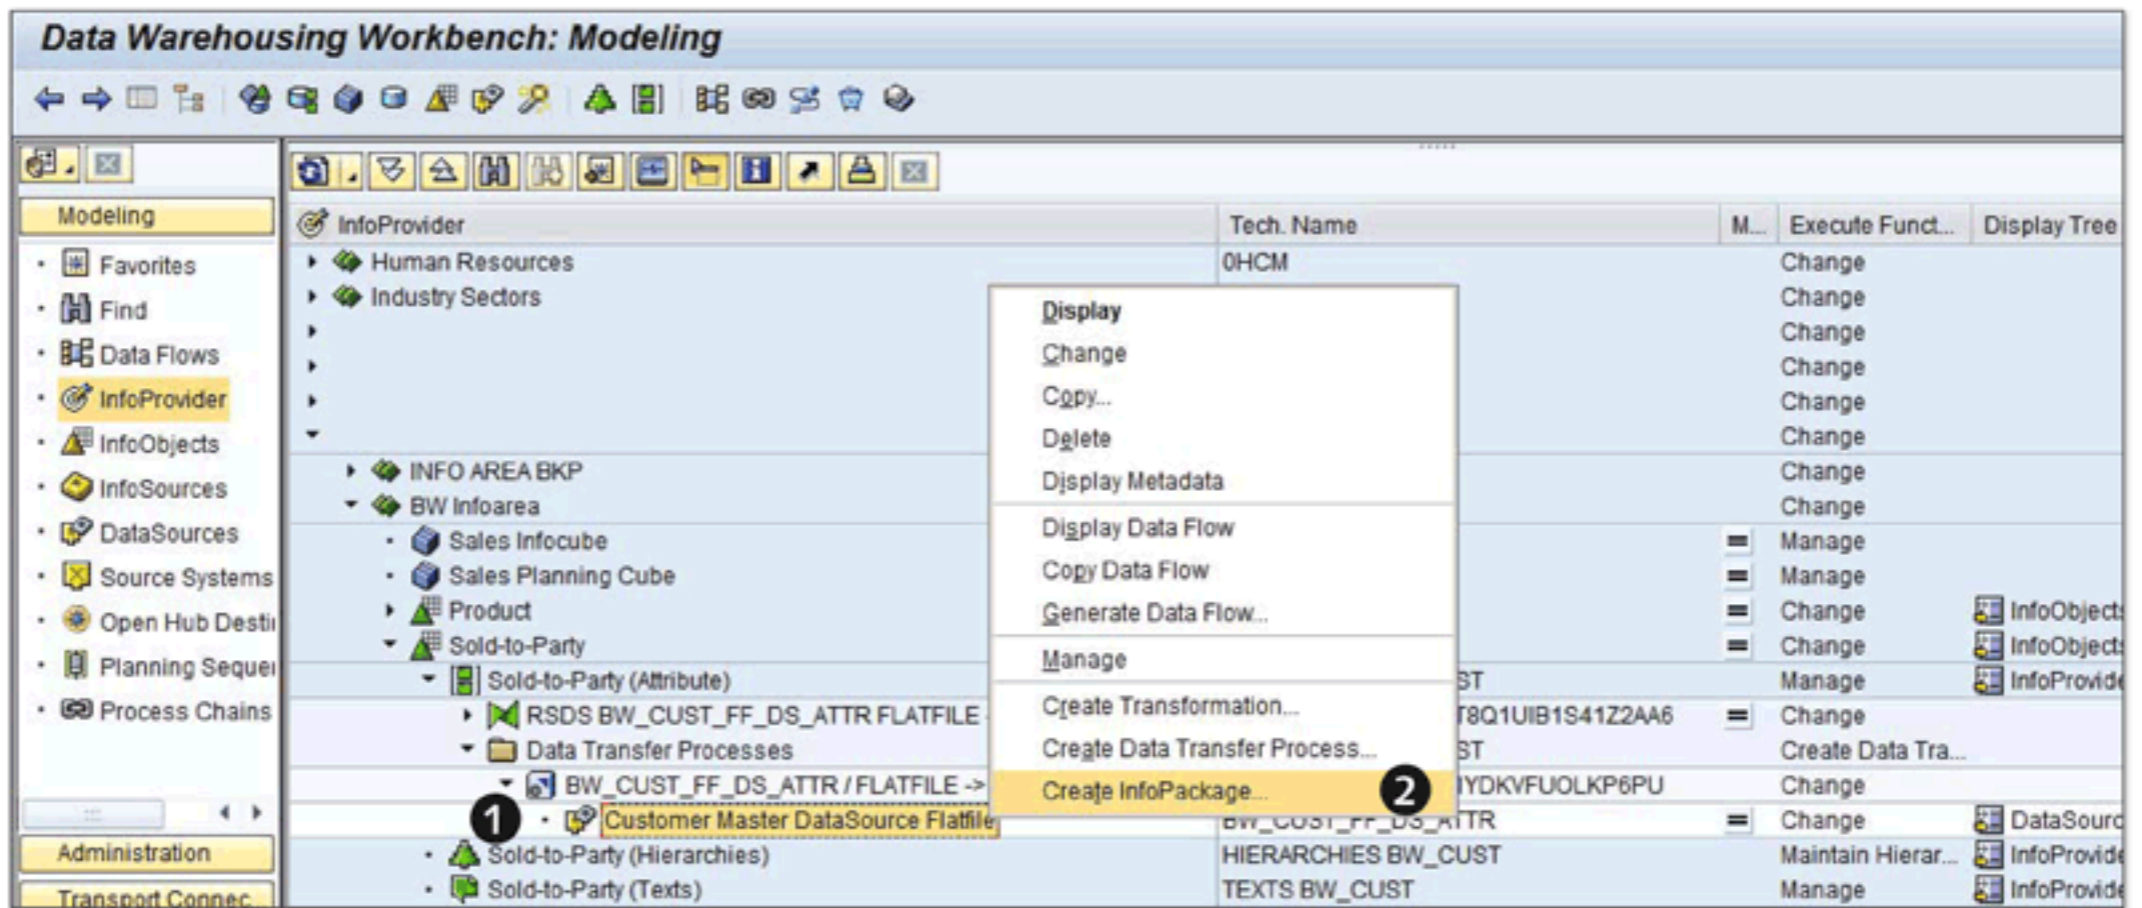 Data Warehousing Workbench: Modeling
Modeling
Favorites
Find
Data Flows
InfoProvider
InfoObjects
InfoSources
DataSources
Source Systems
Open Hub Desti
Planning Sequer
Process Chains
Administration
Transport Connec.
InfoProvider Tech. Name M... Execute Funct... Display Tree
Human Resources 0HCM Change
Industry Sectors Change
Change
Change
Change
Change
INFO AREA BKP Change
BW Infoarea Change
Sales Infocube Manage
Sales Planning Cube Manage
Product Change InfoObject
Sold-to-Party Change InfoObject
Sold-to-Party (Attribute) ST Manage InfoProvide
RSDS BW_CUST_FF_DS_ATTR FLATFILE - T8Q1UIB1S41Z2AA6 Change
Data Transfer Processes ST Create Data Tra...
BW_CUST_FF_DS_ATTR / FLATFILE -> IYDKVFUOLKP6PU Change
1 Customer Master DataSource Flatfile BW_CUST_FF_DS_ATTR Change DataSourc
Sold-to-Party (Hierarchies) HIERARCHIES BW_CUST Maintain Hierar... InfoProvide
Sold-to-Party (Texts) TEXTS BW_CUST Manage InfoProvide
Display
Change
Copy...
Delete
Display Metadata
Display Data Flow
Copy Data Flow
Generate Data Flow...
Manage
Create Transformation...
Create Data Transfer Process...
Create InfoPackage... 2